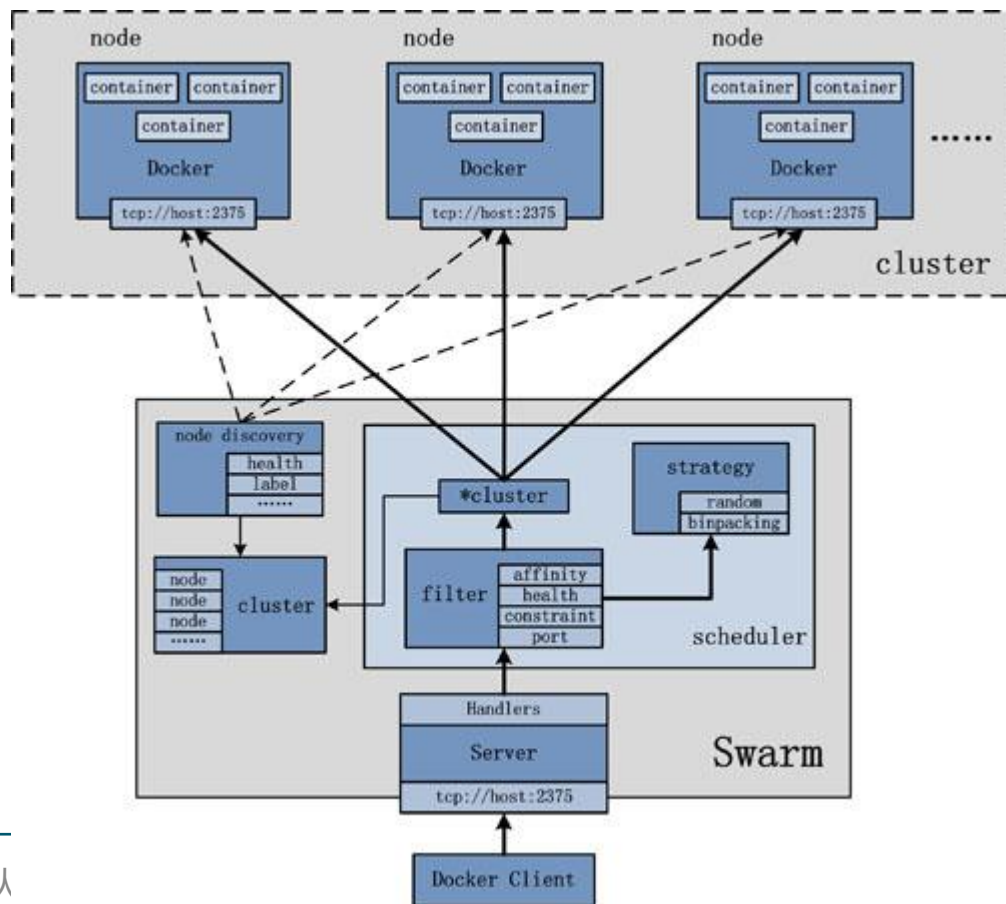 node
node
node
container container
container
Docker
tcp://host:2375
container container
container
Docker
tcp://host:2375
container container
container
Docker
tcp://host:2375
......
cluster
node discovery
health
label
......
node
node
node
......
cluster
*cluster
strategy
random
binpacking
filter
affinity
health
constraint
port
scheduler
Handlers
Server
tcp://host:2375
Swarm
Docker Client